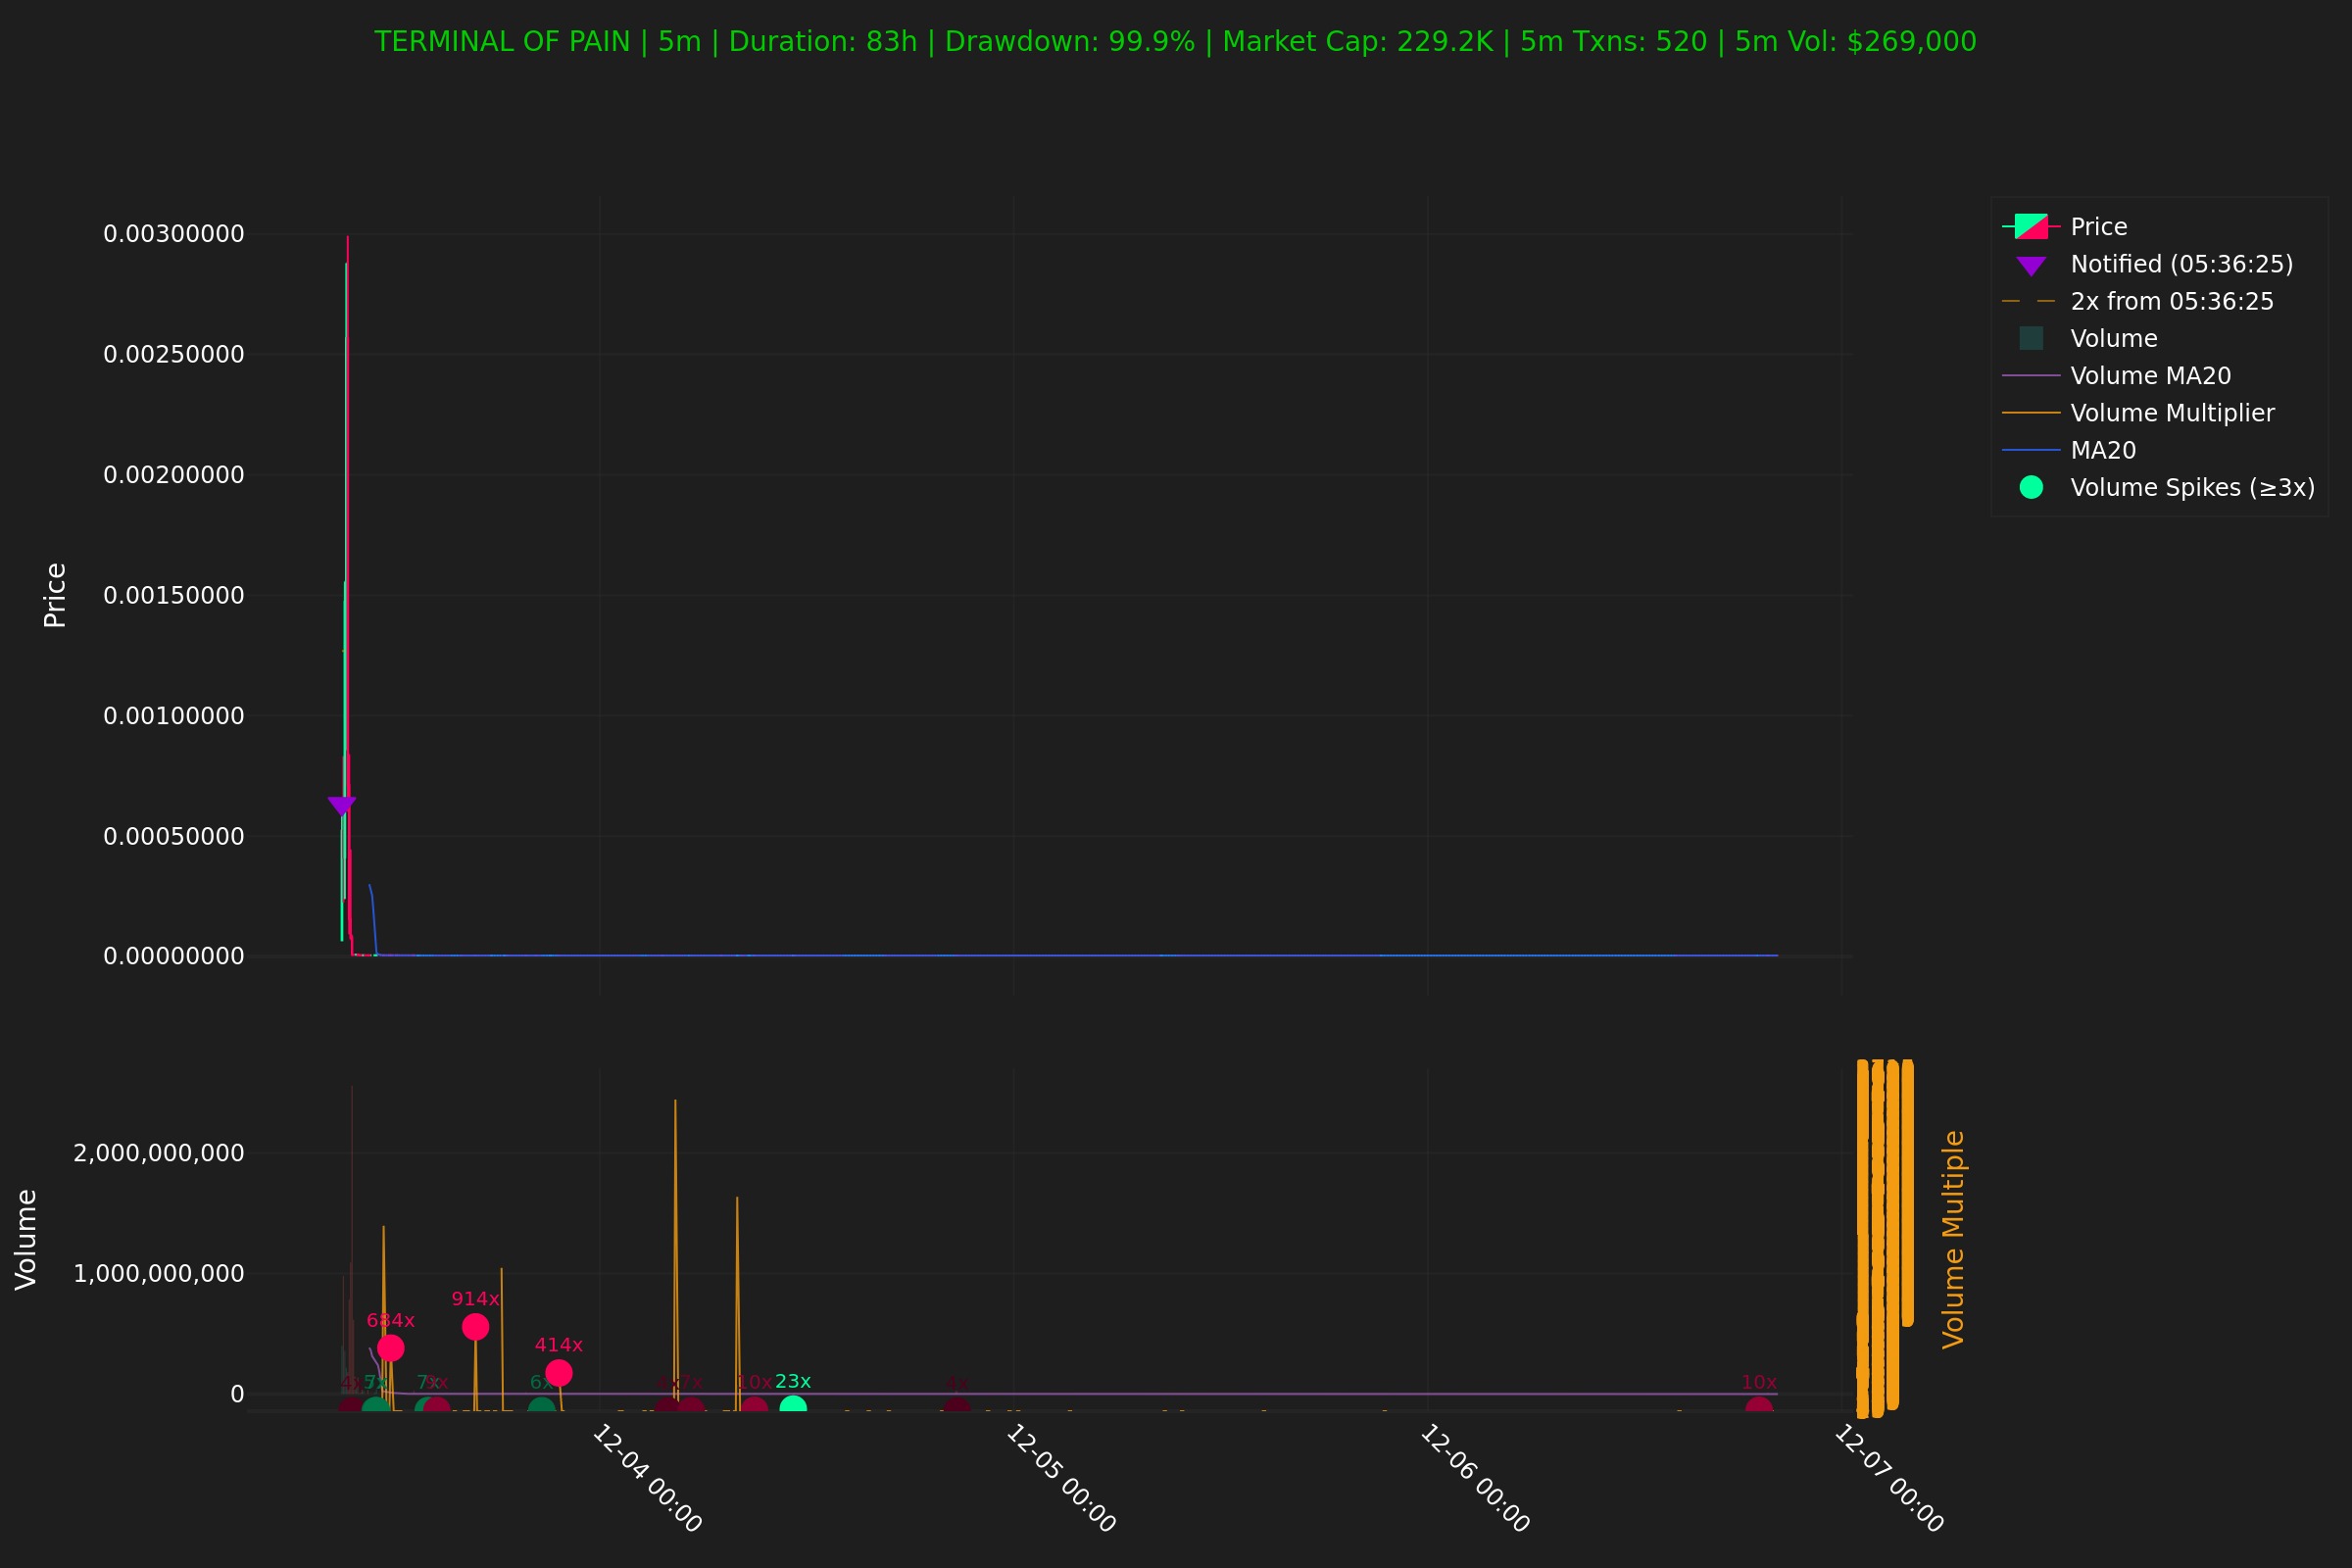 TERMINAL OF PAIN | 5m | Duration: 83h | Drawdown: 99.9% | Market Cap: 229.2K | 5m Txns: 520 | 5m Vol: $269,000
Price
0.00300000
0.00250000
0.00200000
0.00150000
0.00100000
0.00050000
0.00000000
Price
Notified (05:36:25)
2x from 05:36:25
Volume
Volume MA20
Volume Multiplier
MA20
Volume Spikes (≥3x)
Volume
2,000,000,000
1,000,000,000
0
684x
914x
414x
7x
6x
7x
10x
23x
4x
10x
Volume Multiple
12-04 00:00
12-05 00:00
12-06 00:00
12-07 00:00